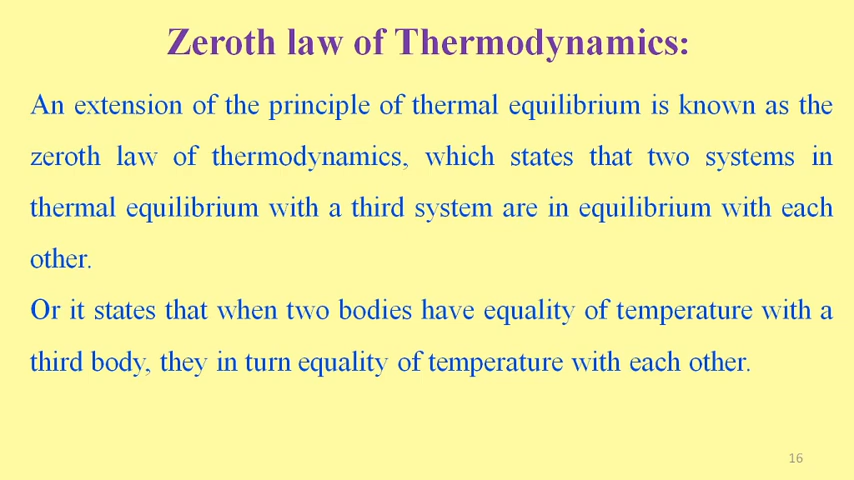 Zeroth law of Thermodynamics:
An extension of the principle of thermal equilibrium is known as the
zeroth law of thermodynamics, which states that two systems in
thermal equilibrium with a third system are in equilibrium with each
other.
Or it states that when two bodies have equality of temperature with a
third body, they in turn equality of temperature with each other.
16